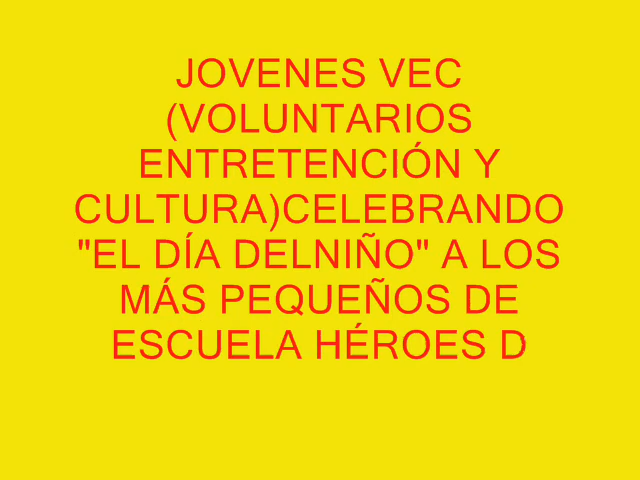 JOVENES VEC
(VOLUNTARIOS
ENTRETENCIÓN Y
CULTURA)CELEBRANDO
"EL DÍA DELNIÑO" A LOS
MÁS PEQUEÑOS DE
ESCUELA HÉROES D